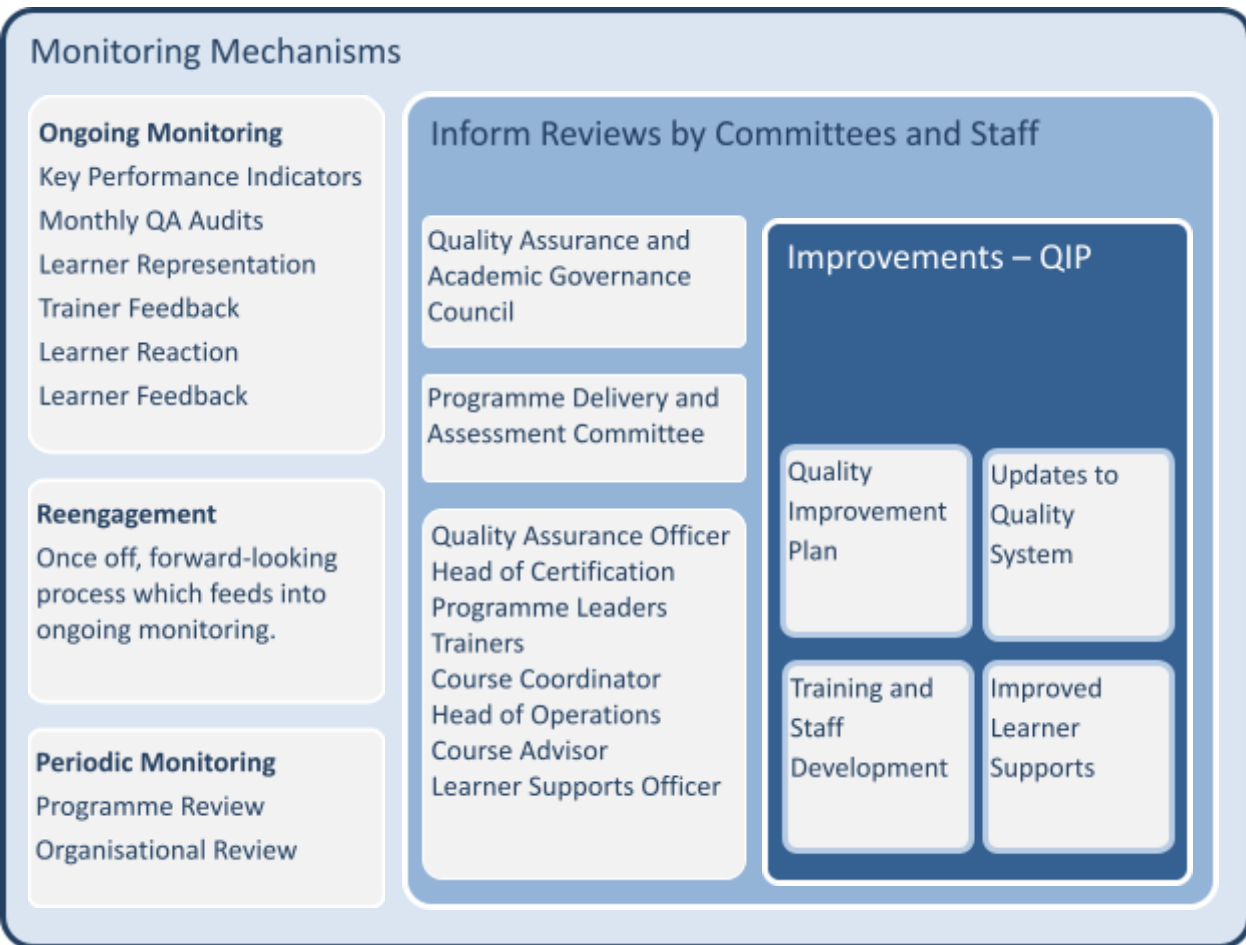 Monitoring Mechanisms
Ongoing Monitoring
Key Performance Indicators
Monthly QA Audits
Learner Representation
Trainer Feedback
Learner Reaction
Learner Feedback
Reengagement
Once off, forward-looking
process which feeds into
ongoing monitoring.
Periodic Monitoring
Programme Review
Organisational Review
Inform Reviews by Committees and Staff
Quality Assurance and
Academic Governance
Council
Programme Delivery and
Assessment Committee
Quality Assurance Officer
Head of Certification
Programme Leaders
Trainers
Course Coordinator
Head of Operations
Course Advisor
Learner Supports Officer
Improvements – QIP
Quality
Improvement
Plan
Updates to
Quality
System
Training and
Staff
Development
Improved
Learner
Supports